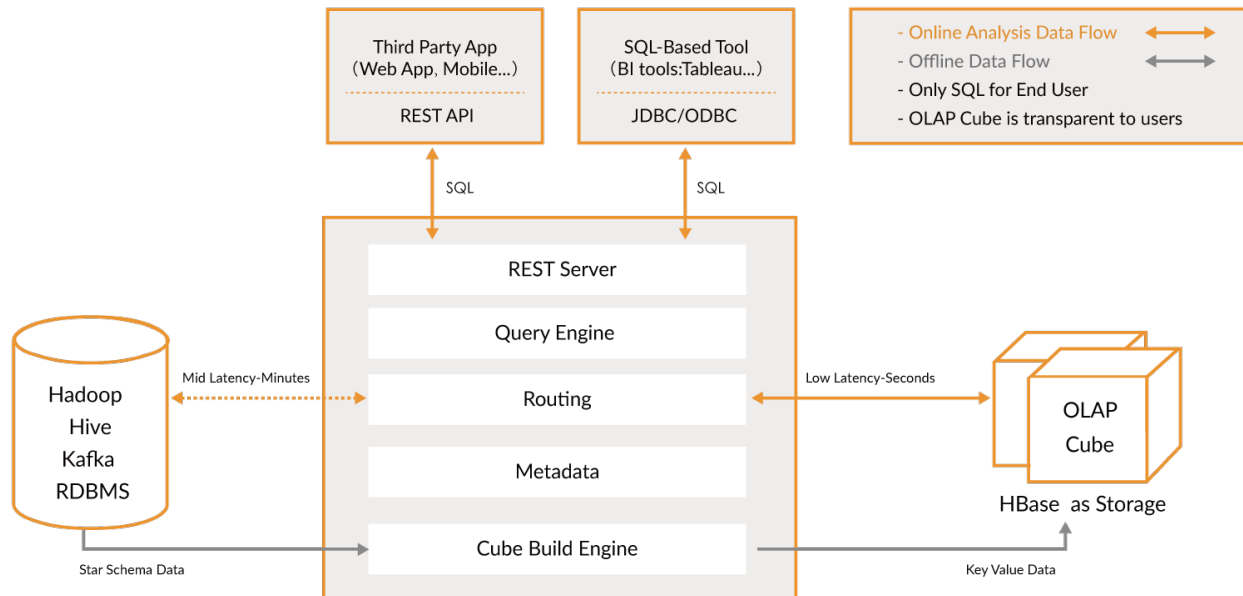 Third Party App
（Web App, Mobile...）
REST API
SQL-Based Tool
（BI tools:Tableau...）
JDBC/ODBC
- Online Analysis Data Flow
- Offline Data Flow
- Only SQL for End User
- OLAP Cube is transparent to users
SQL
SQL
REST Server
Query Engine
Routing
Metadata
Cube Build Engine
Mid Latency-Minutes
Low Latency-Seconds
Hadoop
Hive
Kafka
RDBMS
OLAP
Cube
HBase as Storage
Star Schema Data
Key Value Data